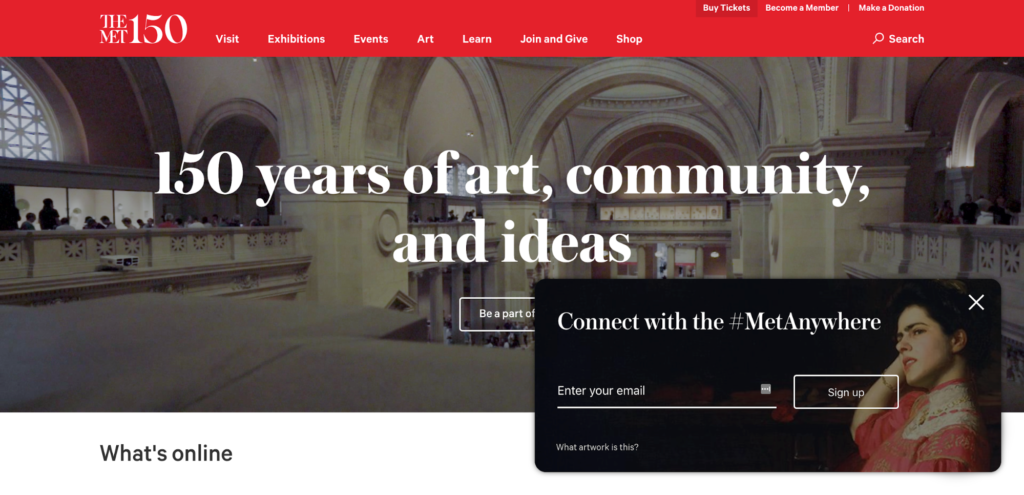 Buy Tickets Become a Member | Make a Donation
THE MET 150
Visit Exhibitions Events Art Learn Join and Give Shop Search
150 years of art, community,
and ideas
Be a part of
Connect with the #MetAnywhere
Enter your email Sign up
What artwork is this?
What's online